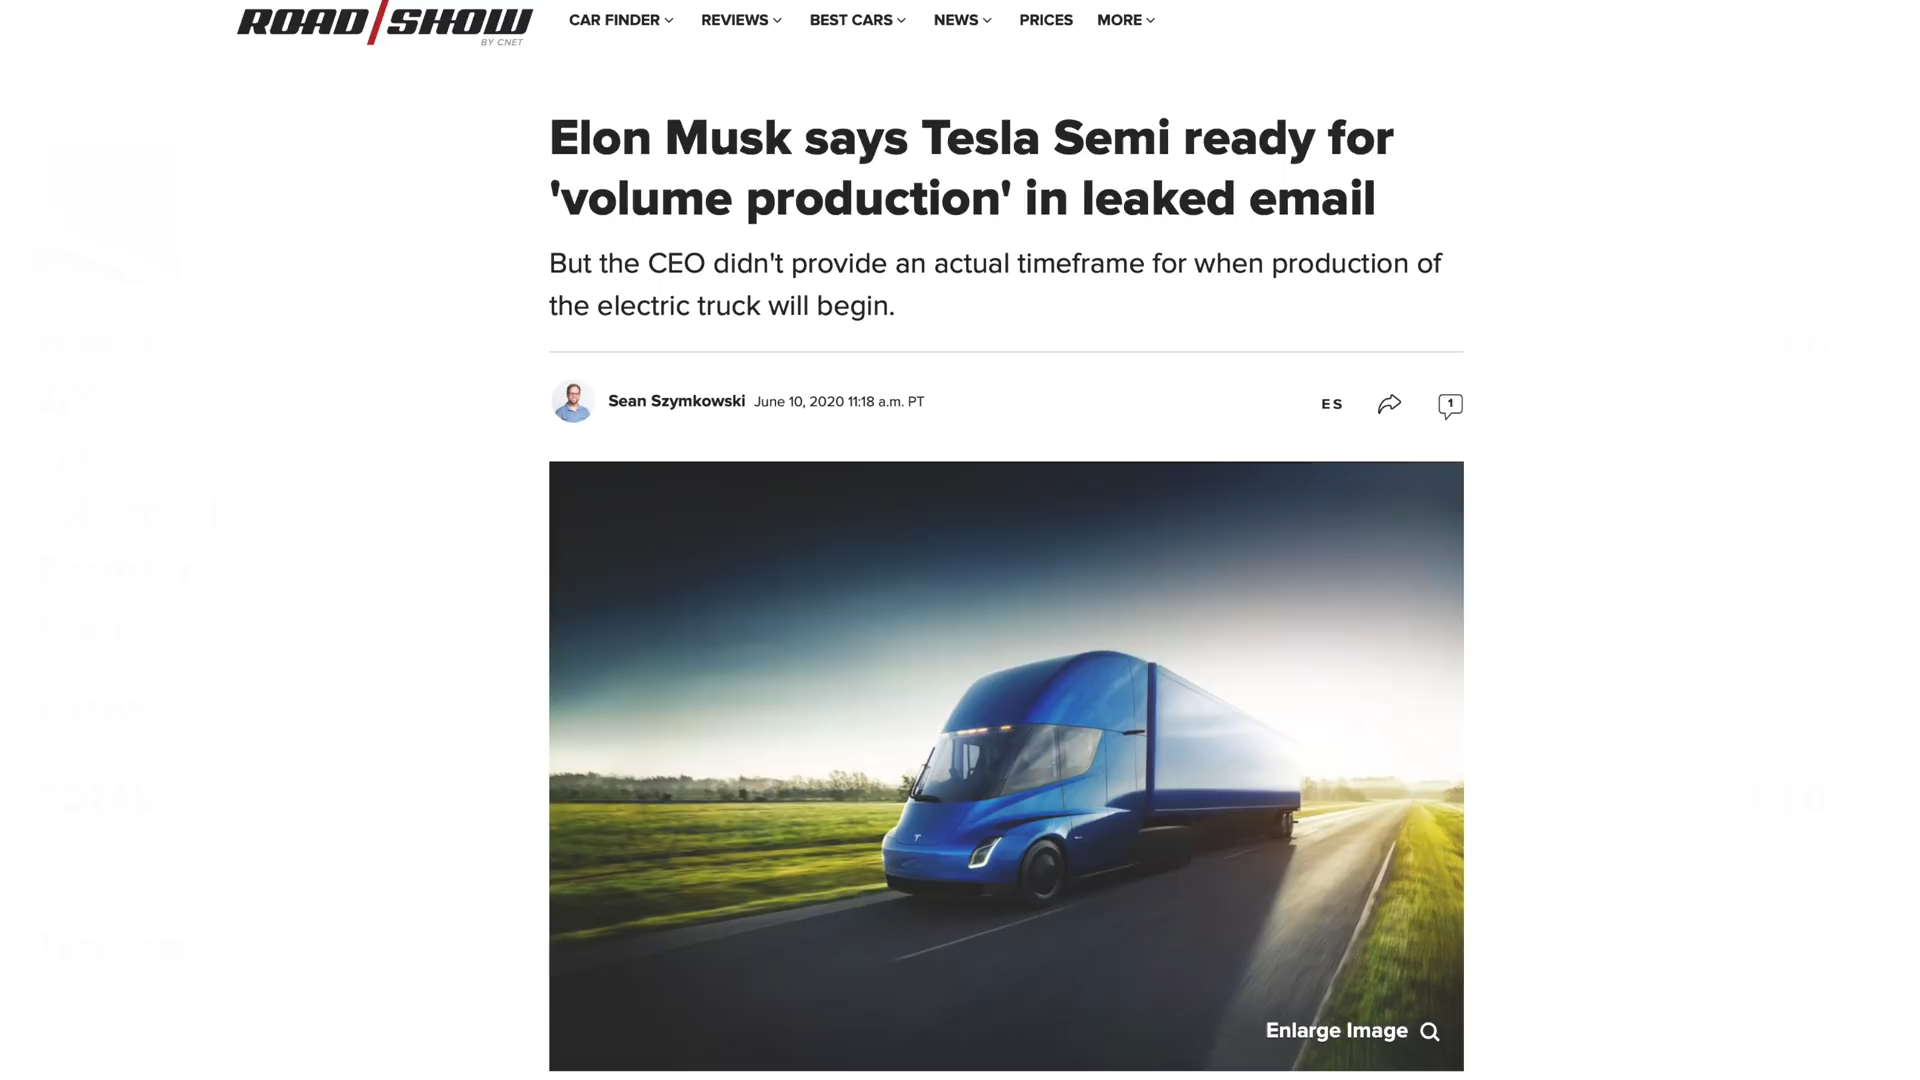 ROAD/SHOW
BY CNET
CAR FINDER REVIEWS BEST CARS NEWS PRICES MORE
Elon Musk says Tesla Semi ready for
'volume production' in leaked email
But the CEO didn't provide an actual timeframe for when production of
the electric truck will begin.
Sean Szymkowski June 10, 2020 11:18 a.m. PT
ES
1
Enlarge Image